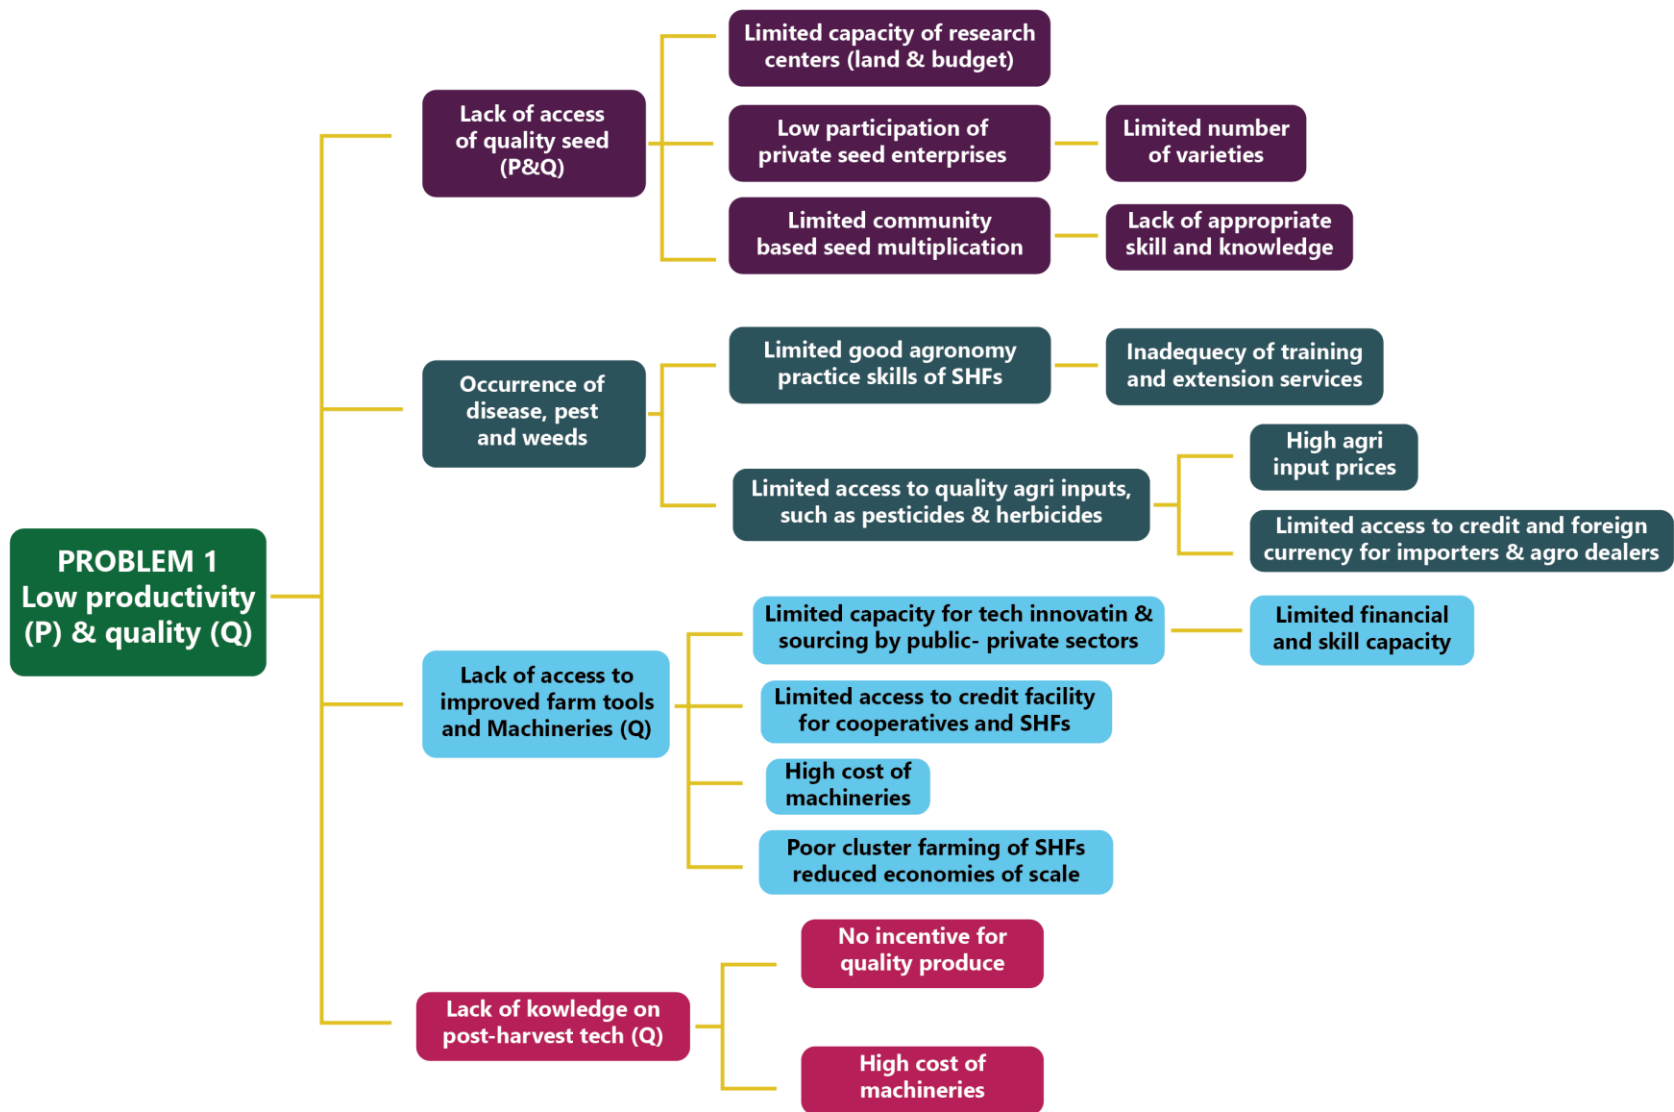 PROBLEM 1
Low productivity
(P) & quality (Q)
Lack of access
of quality seed
(P&Q)
Limited capacity of research
centers (land & budget)
Low participation of
private seed enterprises
Limited number
of varieties
Limited community
based seed multiplication
Lack of appropriate
skill and knowledge
Occurrence of
disease, pest
and weeds
Limited good agronomy
practice skills of SHFs
Inadequecy of training
and extension services
Limited access to quality agri inputs,
such as pesticides & herbicides
High agri
input prices
Limited access to credit and foreign
currency for importers & agro dealers
Lack of access to
improved farm tools
and Machineries (Q)
Limited capacity for tech innovatin &
sourcing by public- private sectors
Limited financial
and skill capacity
Limited access to credit facility
for cooperatives and SHFs
High cost of
machineries
Poor cluster farming of SHFs
reduced economies of scale
Lack of kowledge on
post-harvest tech (Q)
No incentive for
quality produce
High cost of
machineries